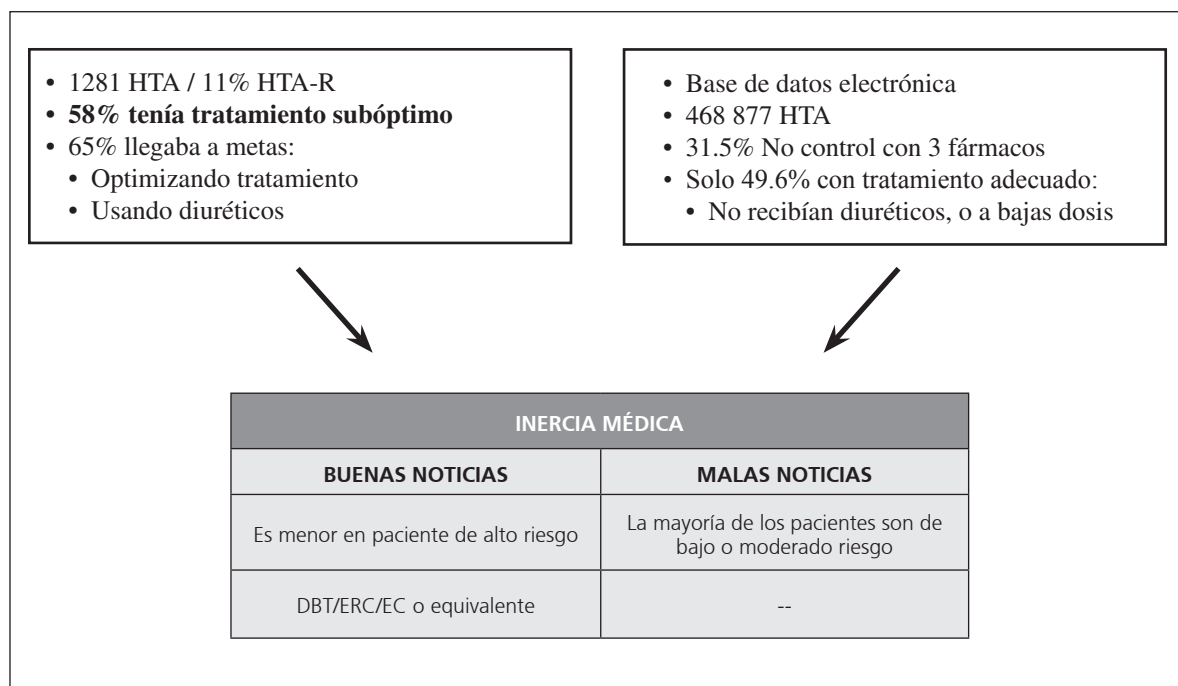 • 1281 HTA / 11% HTA-R
• 58% tenía tratamiento subóptimo
• 65% llegaba a metas:
• Optimizando tratamiento
• Usando diuréticos
• Base de datos electrónica
• 468 877 HTA
• 31.5% No control con 3 fármacos
• Solo 49.6% con tratamiento adecuado:
• No recibían diuréticos, o a bajas dosis
INERCIA MÉDICA
BUENAS NOTICIAS
MALAS NOTICIAS
Es menor en paciente de alto riesgo
La mayoría de los pacientes son de
bajo o moderado riesgo
DBT/ERC/EC o equivalente
--